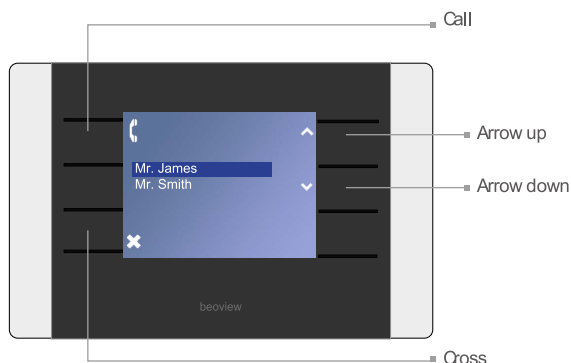 Call
Arrow up
Mr. James
Mr. Smith
Arrow down
beoview
Cross